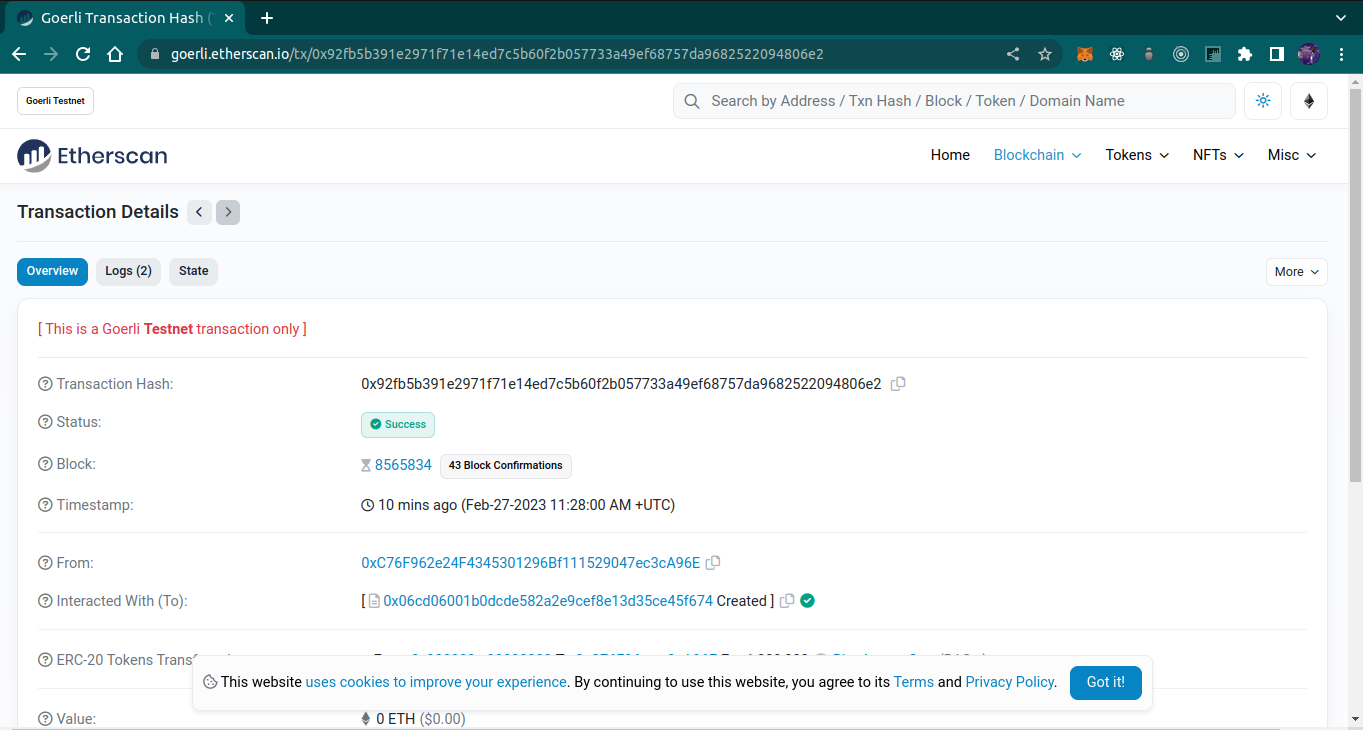 Goerli Transaction Hash (
goerli.etherscan.io/tx/0x92fb5b391e2971f71e14ed7c5b60f2b057733a49ef68757da9682522094806e2
Goerli Testnet
Search by Address / Txn Hash / Block / Token / Domain Name
Etherscan
Home Blockchain Tokens NFTs Misc
Transaction Details
Overview Logs (2) State More
[ This is a Goerli Testnet transaction only ]
Transaction Hash: 0x92fb5b391e2971f71e14ed7c5b60f2b057733a49ef68757da9682522094806e2
Status: Success
Block: 8565834 43 Block Confirmations
Timestamp: 10 mins ago (Feb-27-2023 11:28:00 AM +UTC)
From: 0xC76F962e24F4345301296Bf111529047ec3cA96E
Interacted With (To): [ 0x06cd06001b0dcde582a2e9cef8e13d35ce45f674 Created ]
ERC-20 Tokens
This website uses cookies to improve your experience. By continuing to use this website, you agree to its Terms and Privacy Policy. Got it!
Value: 0 ETH ($0.00)